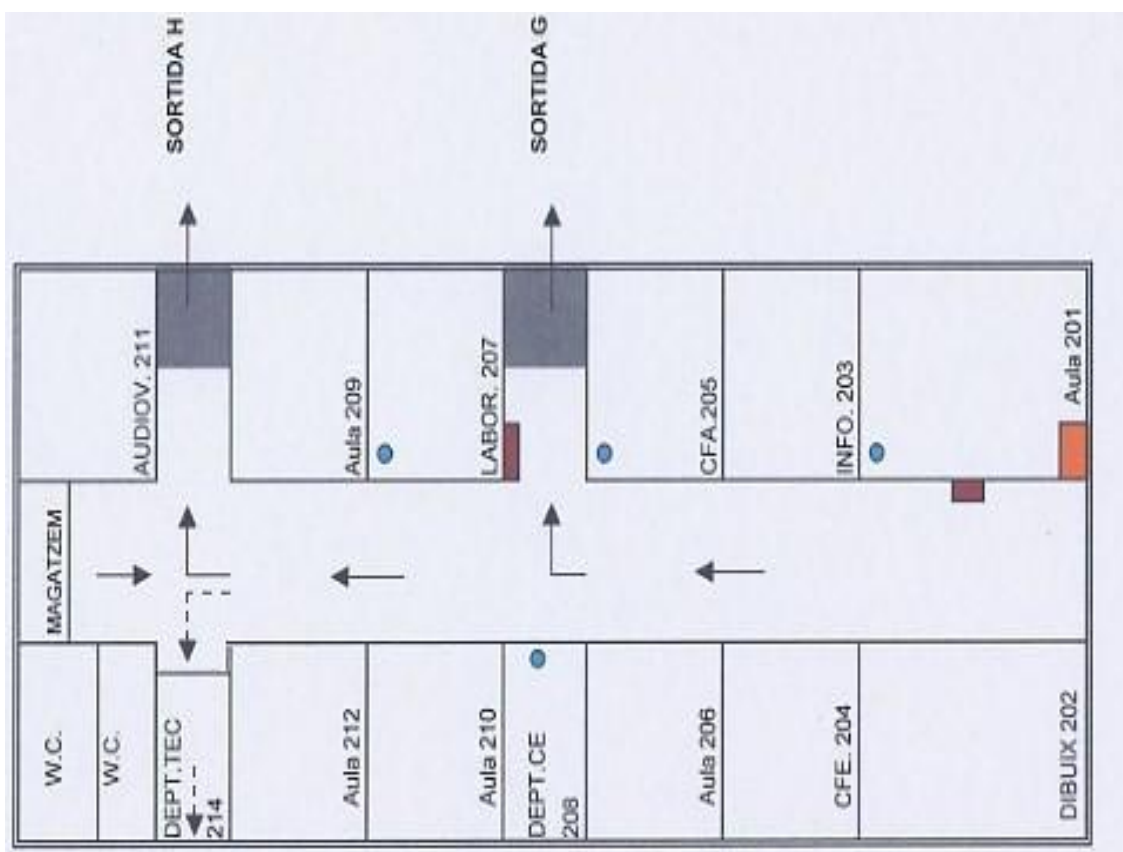 SORTIDA H
SORTIDA G
AUDIOV. 211
Aula 209
LABOR. 207
CFA.205
INFO. 203
Aula 201
MAGATZEM
W.C.
W.C.
DEPT.TEC
214
Aula 212
Aula 210
DEPT.CE
208
Aula 206
CFE. 204
DIBUIX 202